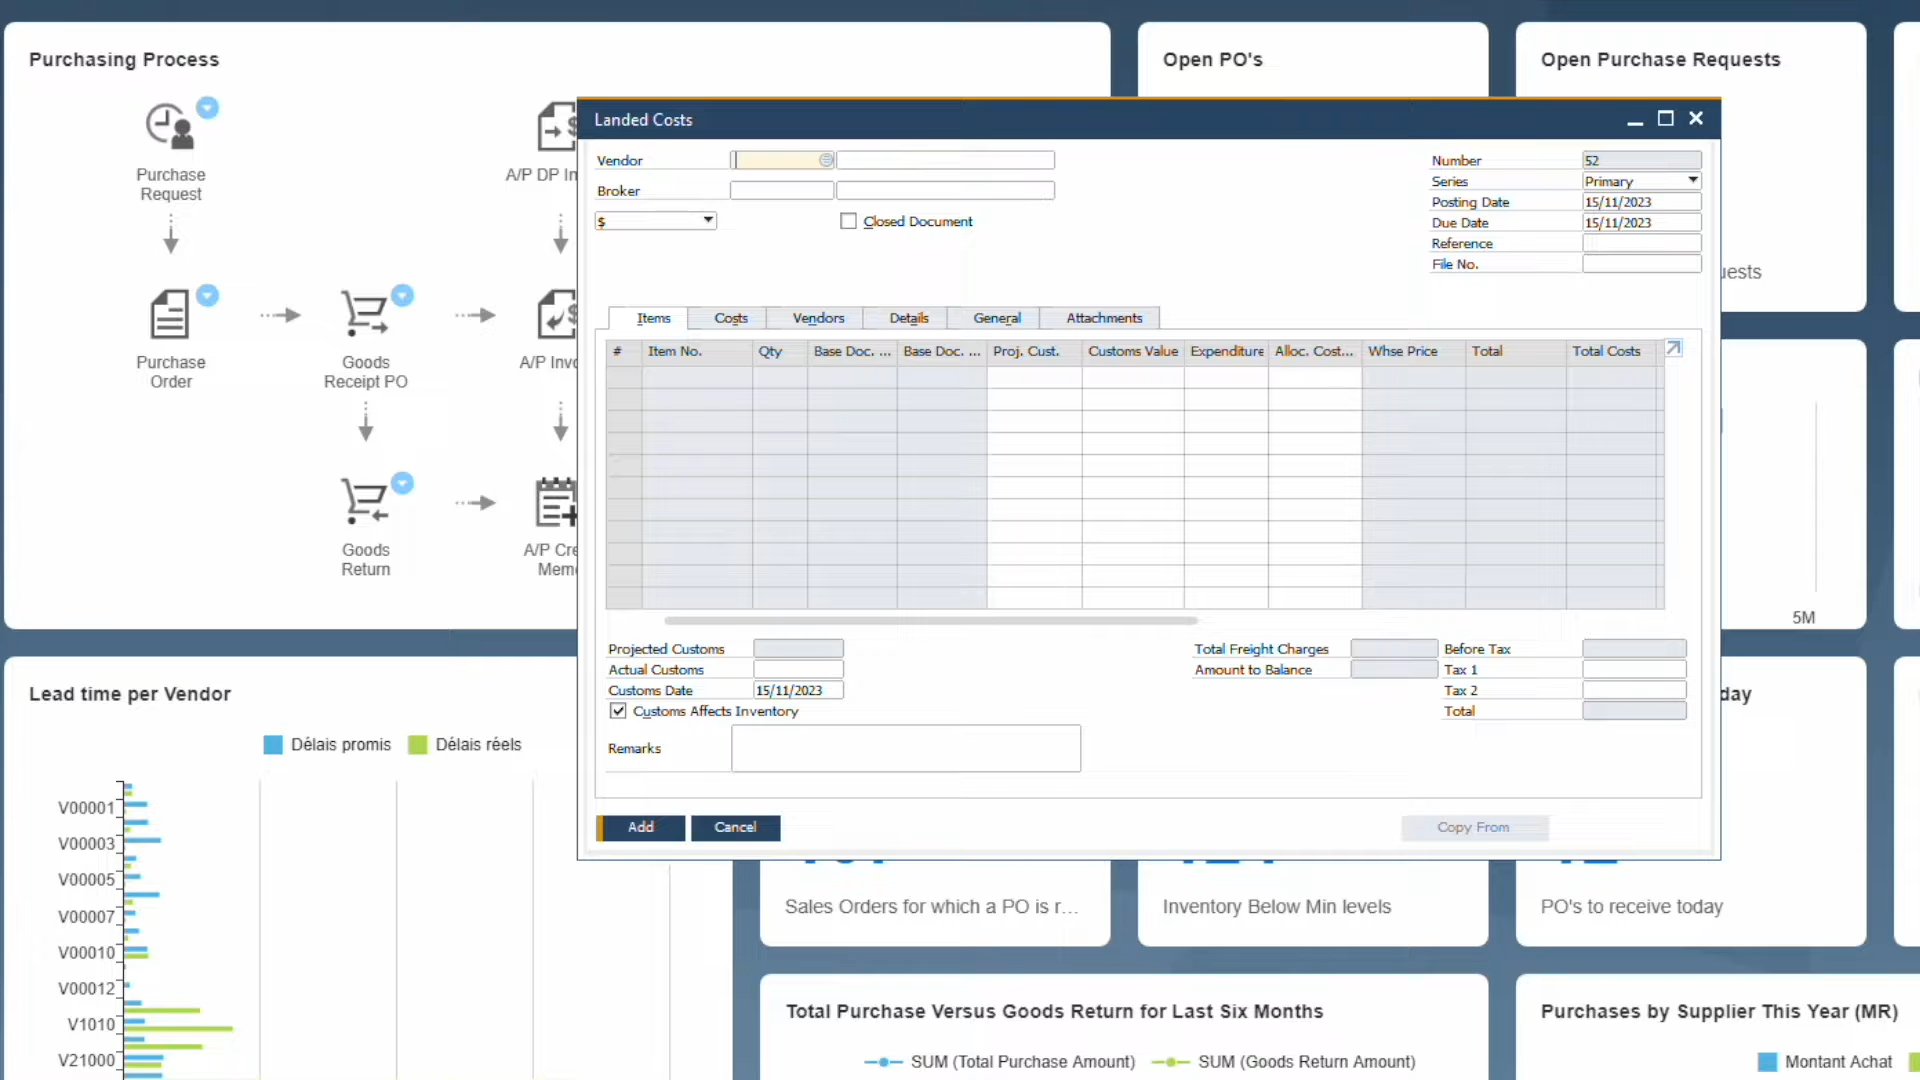 Purchasing Process
Open PO's
Open Purchase Requests
Purchase
Request
A/P DP In
Purchase
Order
Goods
Receipt PO
A/P Invo
Goods
Return
A/P Cre
Memo
Landed Costs
Vendor
Broker
$
Closed Document
Number 52
Series Primary
Posting Date 15/11/2023
Due Date 15/11/2023
Reference
File No.
Items Costs Vendors Details General Attachments
# Item No. Qty Base Doc. ... Base Doc. ... Proj. Cust. Customs Value Expenditure Alloc. Cost... Whse Price Total Total Costs
Projected Customs
Actual Customs
Customs Date 15/11/2023
Customs Affects Inventory
Remarks
Total Freight Charges
Amount to Balance
Before Tax
Tax 1
Tax 2
Total
Add Cancel Copy From
uests
5M
day
Lead time per Vendor
Délais promis Délais réels
V00001
V00003
V00005
V00007
V00010
V00012
V1010
V21000
Sales Orders for which a PO is r...
Inventory Below Min levels
PO's to receive today
Total Purchase Versus Goods Return for Last Six Months
SUM (Total Purchase Amount) SUM (Goods Return Amount)
Purchases by Supplier This Year (MR)
Montant Achat